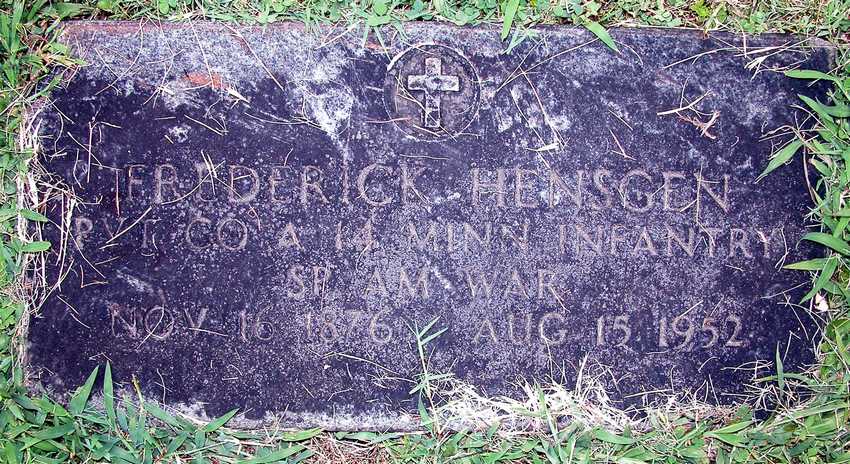 FREDERICK HENSGEN
PVT CO A 14 MINN INFANTRY
SP AM WAR
NOV 16 1876 AUG 15 1952